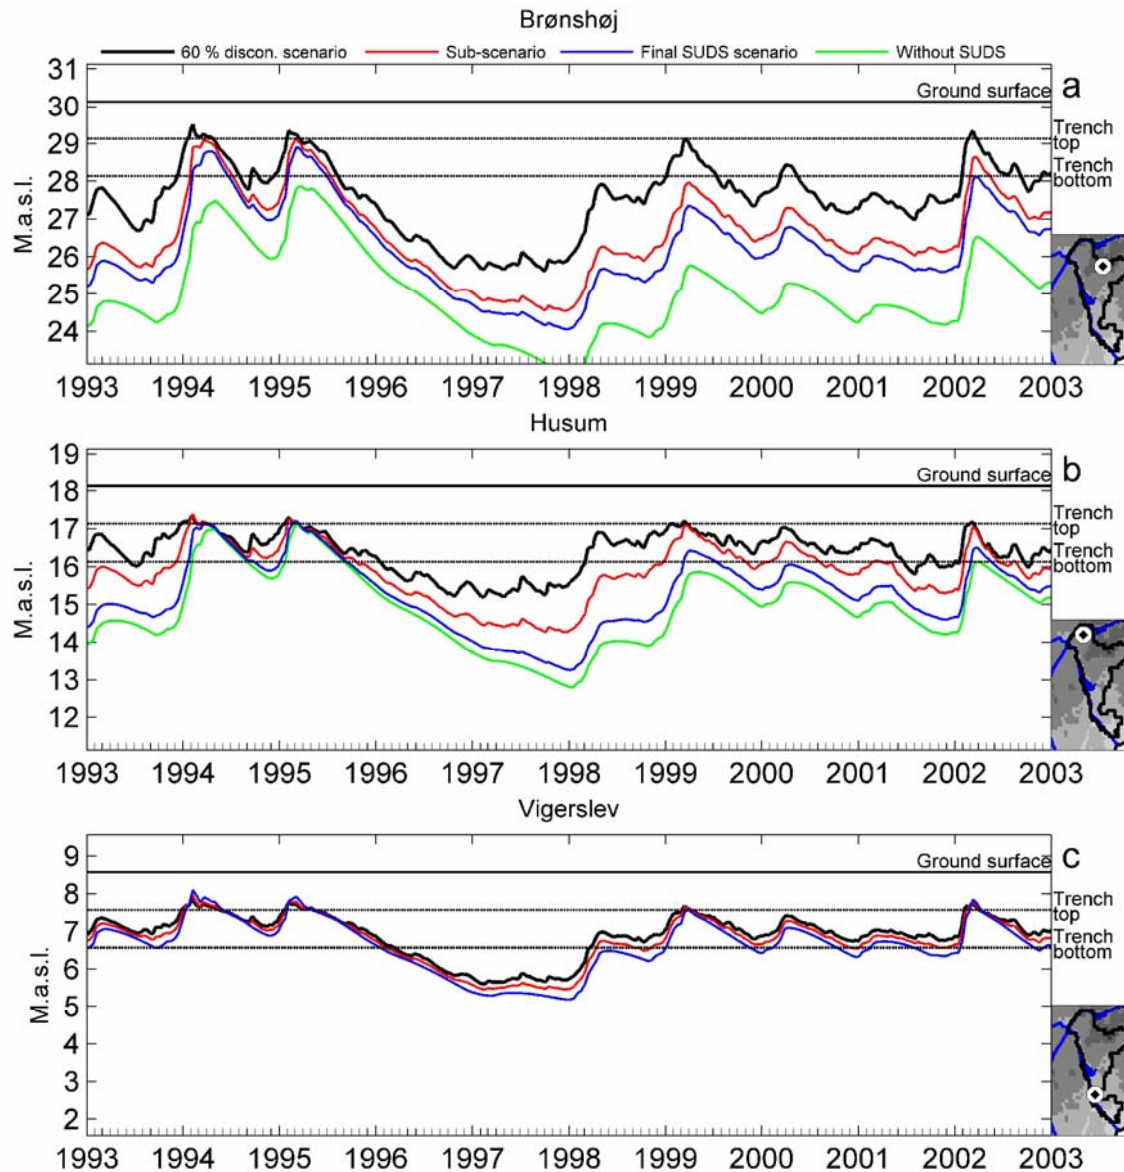 Brønshøj
60 % discon. scenario Sub-scenario Final SUDS scenario Without SUDS
31
30
29
28
27
26
25
24
M.a.s.l.
Ground surface
a
Trench
top
Trench
bottom
1993 1994 1995 1996 1997 1998 1999 2000 2001 2002 2003
Husum
19
18
17
16
15
14
13
12
M.a.s.l.
Ground surface
b
Trench
top
Trench
bottom
1993 1994 1995 1996 1997 1998 1999 2000 2001 2002 2003
Vigerslev
9
8
7
6
5
4
3
2
M.a.s.l.
Ground surface
c
Trench
top
Trench
bottom
1993 1994 1995 1996 1997 1998 1999 2000 2001 2002 2003